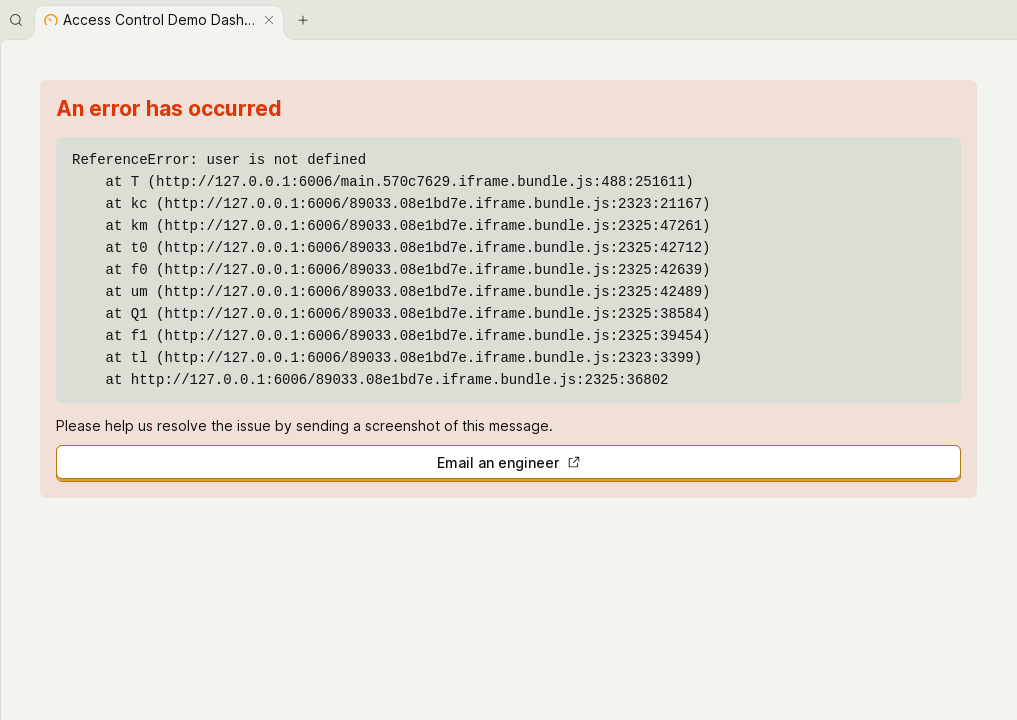 Access Control Demo Dash...
An error has occurred
ReferenceError: user is not defined
at T (http://127.0.0.1:6006/main.570c7629.iframe.bundle.js:488:251611)
at kc (http://127.0.0.1:6006/89033.08e1bd7e.iframe.bundle.js:2323:21167)
at km (http://127.0.0.1:6006/89033.08e1bd7e.iframe.bundle.js:2325:47261)
at t0 (http://127.0.0.1:6006/89033.08e1bd7e.iframe.bundle.js:2325:42712)
at f0 (http://127.0.0.1:6006/89033.08e1bd7e.iframe.bundle.js:2325:42639)
at um (http://127.0.0.1:6006/89033.08e1bd7e.iframe.bundle.js:2325:42489)
at Q1 (http://127.0.0.1:6006/89033.08e1bd7e.iframe.bundle.js:2325:38584)
at f1 (http://127.0.0.1:6006/89033.08e1bd7e.iframe.bundle.js:2325:39454)
at tl (http://127.0.0.1:6006/89033.08e1bd7e.iframe.bundle.js:2323:3399)
at http://127.0.0.1:6006/89033.08e1bd7e.iframe.bundle.js:2325:36802
Please help us resolve the issue by sending a screenshot of this message.
Email an engineer